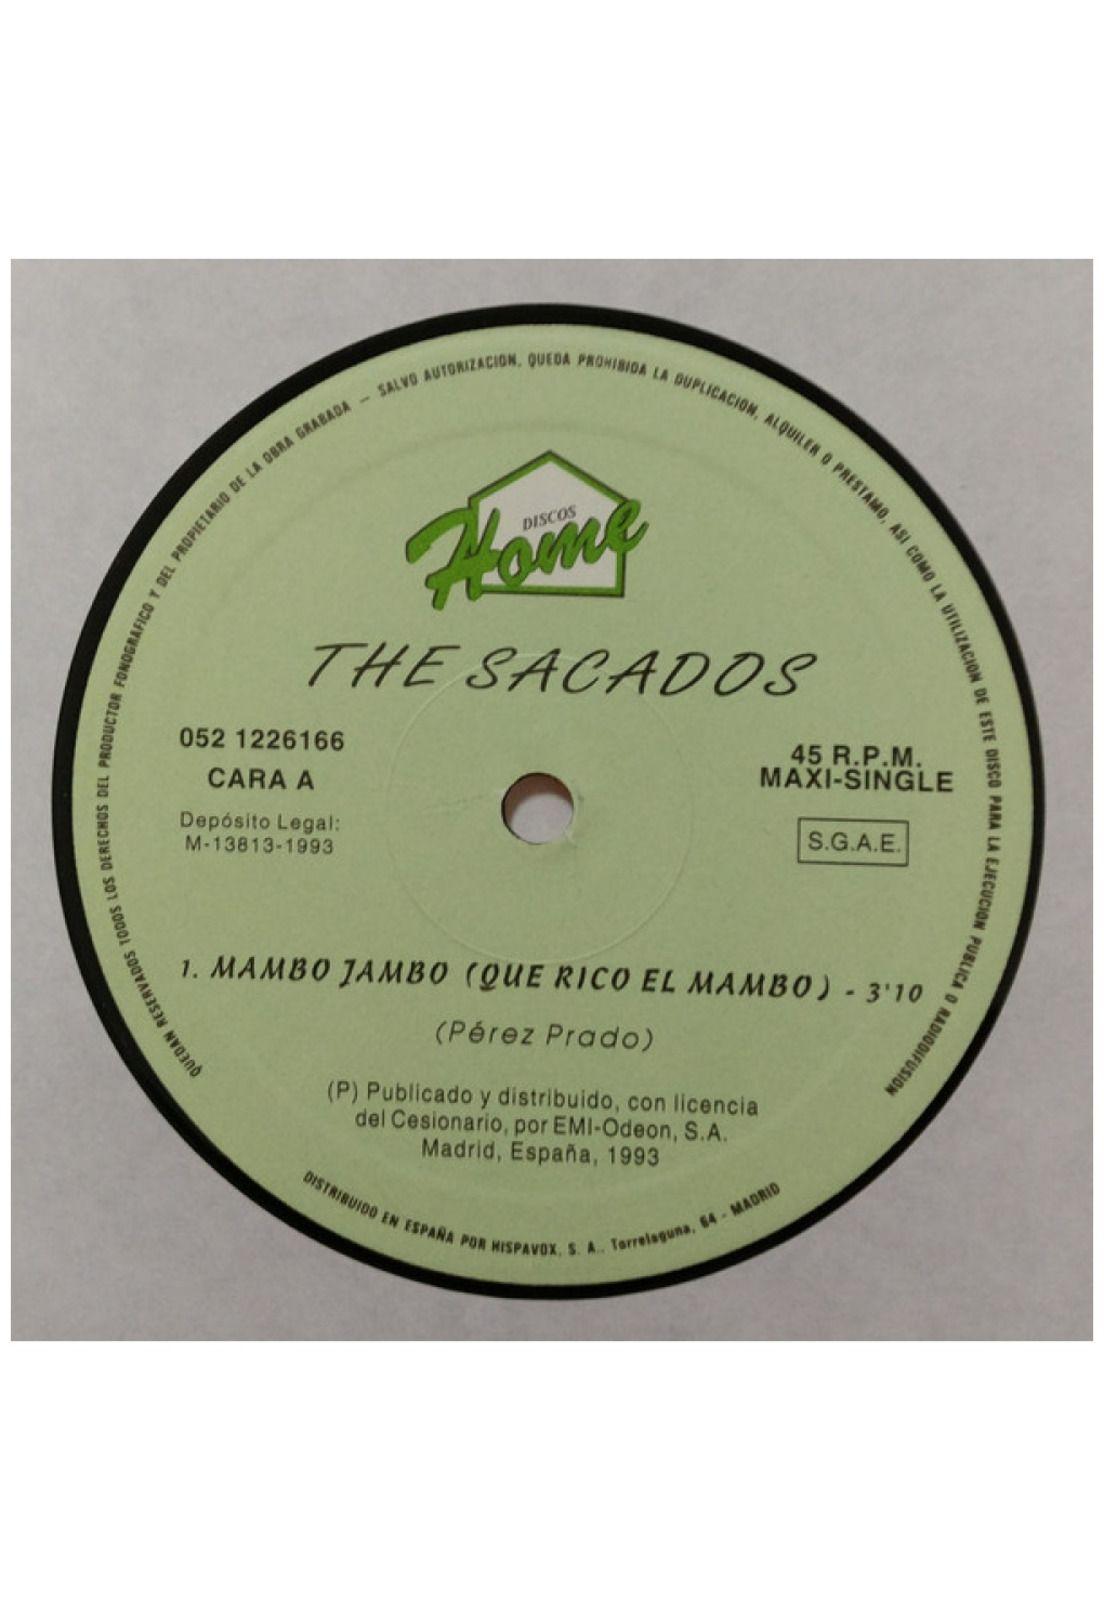 QUEDAN RESERVADOS TODOS LOS DERECHOS DEL PRODUCTOR FONOGRAFICO Y DEL PROPIETARIO DE LA OBRA GRABADA – SALVO AUTORIZACION, QUEDA PROHIBIDA LA DUPLICACION, ALQUILER O PRESTAMO, ASI COMO LA UTILIZACION DE ESTE DISCO PARA LA EJECUCION PUBLICA O RADIODIFUSION
DISCOS
Home
THE SACADOS
052 1226166
CARA A
Depósito Legal:
M-13813-1993
45 R.P.M.
MAXI-SINGLE
S.G.A.E.
1. MAMBO JAMBO (QUE RICO EL MAMBO) - 3'10
(Pérez Prado)
(P) Publicado y distribuido, con licencia
del Cesionario, por EMI-Odeon, S.A.
Madrid, España, 1993
DISTRIBUIDO EN ESPAÑA POR HISPAVOX, S. A.. Torrelaguna, 64 - MADRID